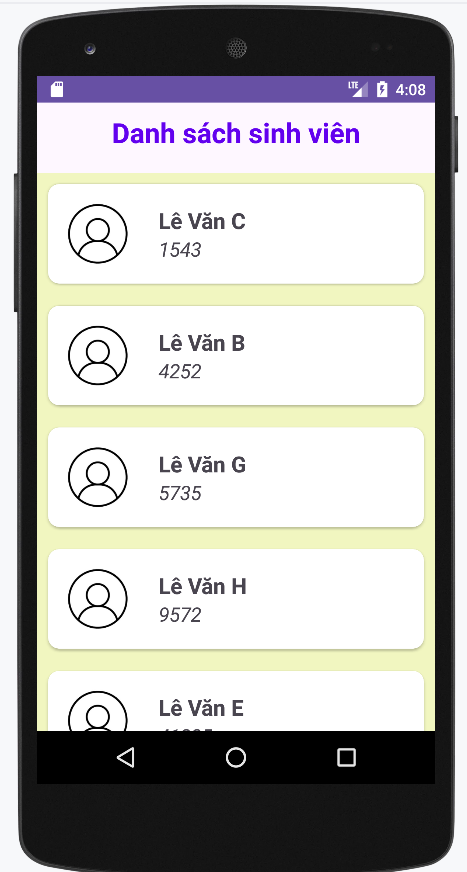 LTE 4:08
Danh sách sinh viên
Lê Văn C
1543
Lê Văn B
4252
Lê Văn G
5735
Lê Văn H
9572
Lê Văn E